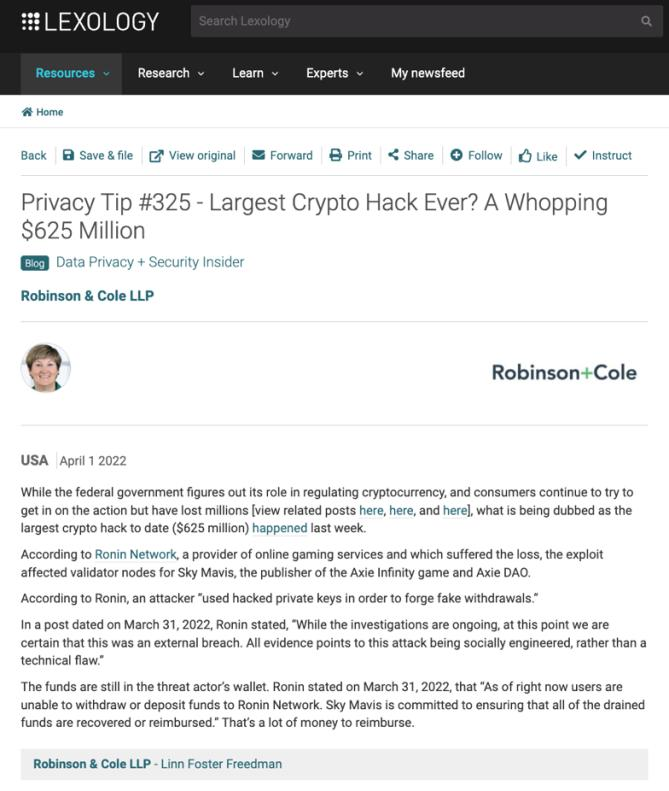 LEXOLOGY
Search Lexology
Resources
Research
Learn
Experts
My newsfeed
Home
Back
Save & file
View original
Forward
Print
Share
Follow
Like
Instruct
Privacy Tip #325 - Largest Crypto Hack Ever? A Whopping
$625 Million
Blog Data Privacy + Security Insider
Robinson & Cole LLP
Robinson+Cole
USA | April 1 2022
While the federal government figures out its role in regulating cryptocurrency, and consumers continue to try to
get in on the action but have lost millions [view related posts here, here, and here], what is being dubbed as the
largest crypto hack to date ($625 million) happened last week.
According to Ronin Network, a provider of online gaming services and which suffered the loss, the exploit
affected validator nodes for Sky Mavis, the publisher of the Axie Infinity game and Axie DAO.
According to Ronin, an attacker “used hacked private keys in order to forge fake withdrawals.“
In a post dated on March 31, 2022, Ronin stated, “While the investigations are ongoing, at this point we are
certain that this was an external breach. All evidence points to this attack being socially engineered, rather than a
technical flaw.”
The funds are still in the threat actor’s wallet. Ronin stated on March 31, 2022, that “As of right now users are
unable to withdraw or deposit funds to Ronin Network. Sky Mavis is committed to ensuring that all of the drained
funds are recovered or reimbursed.” That’s a lot of money to reimburse.
Robinson & Cole LLP - Linn Foster Freedman